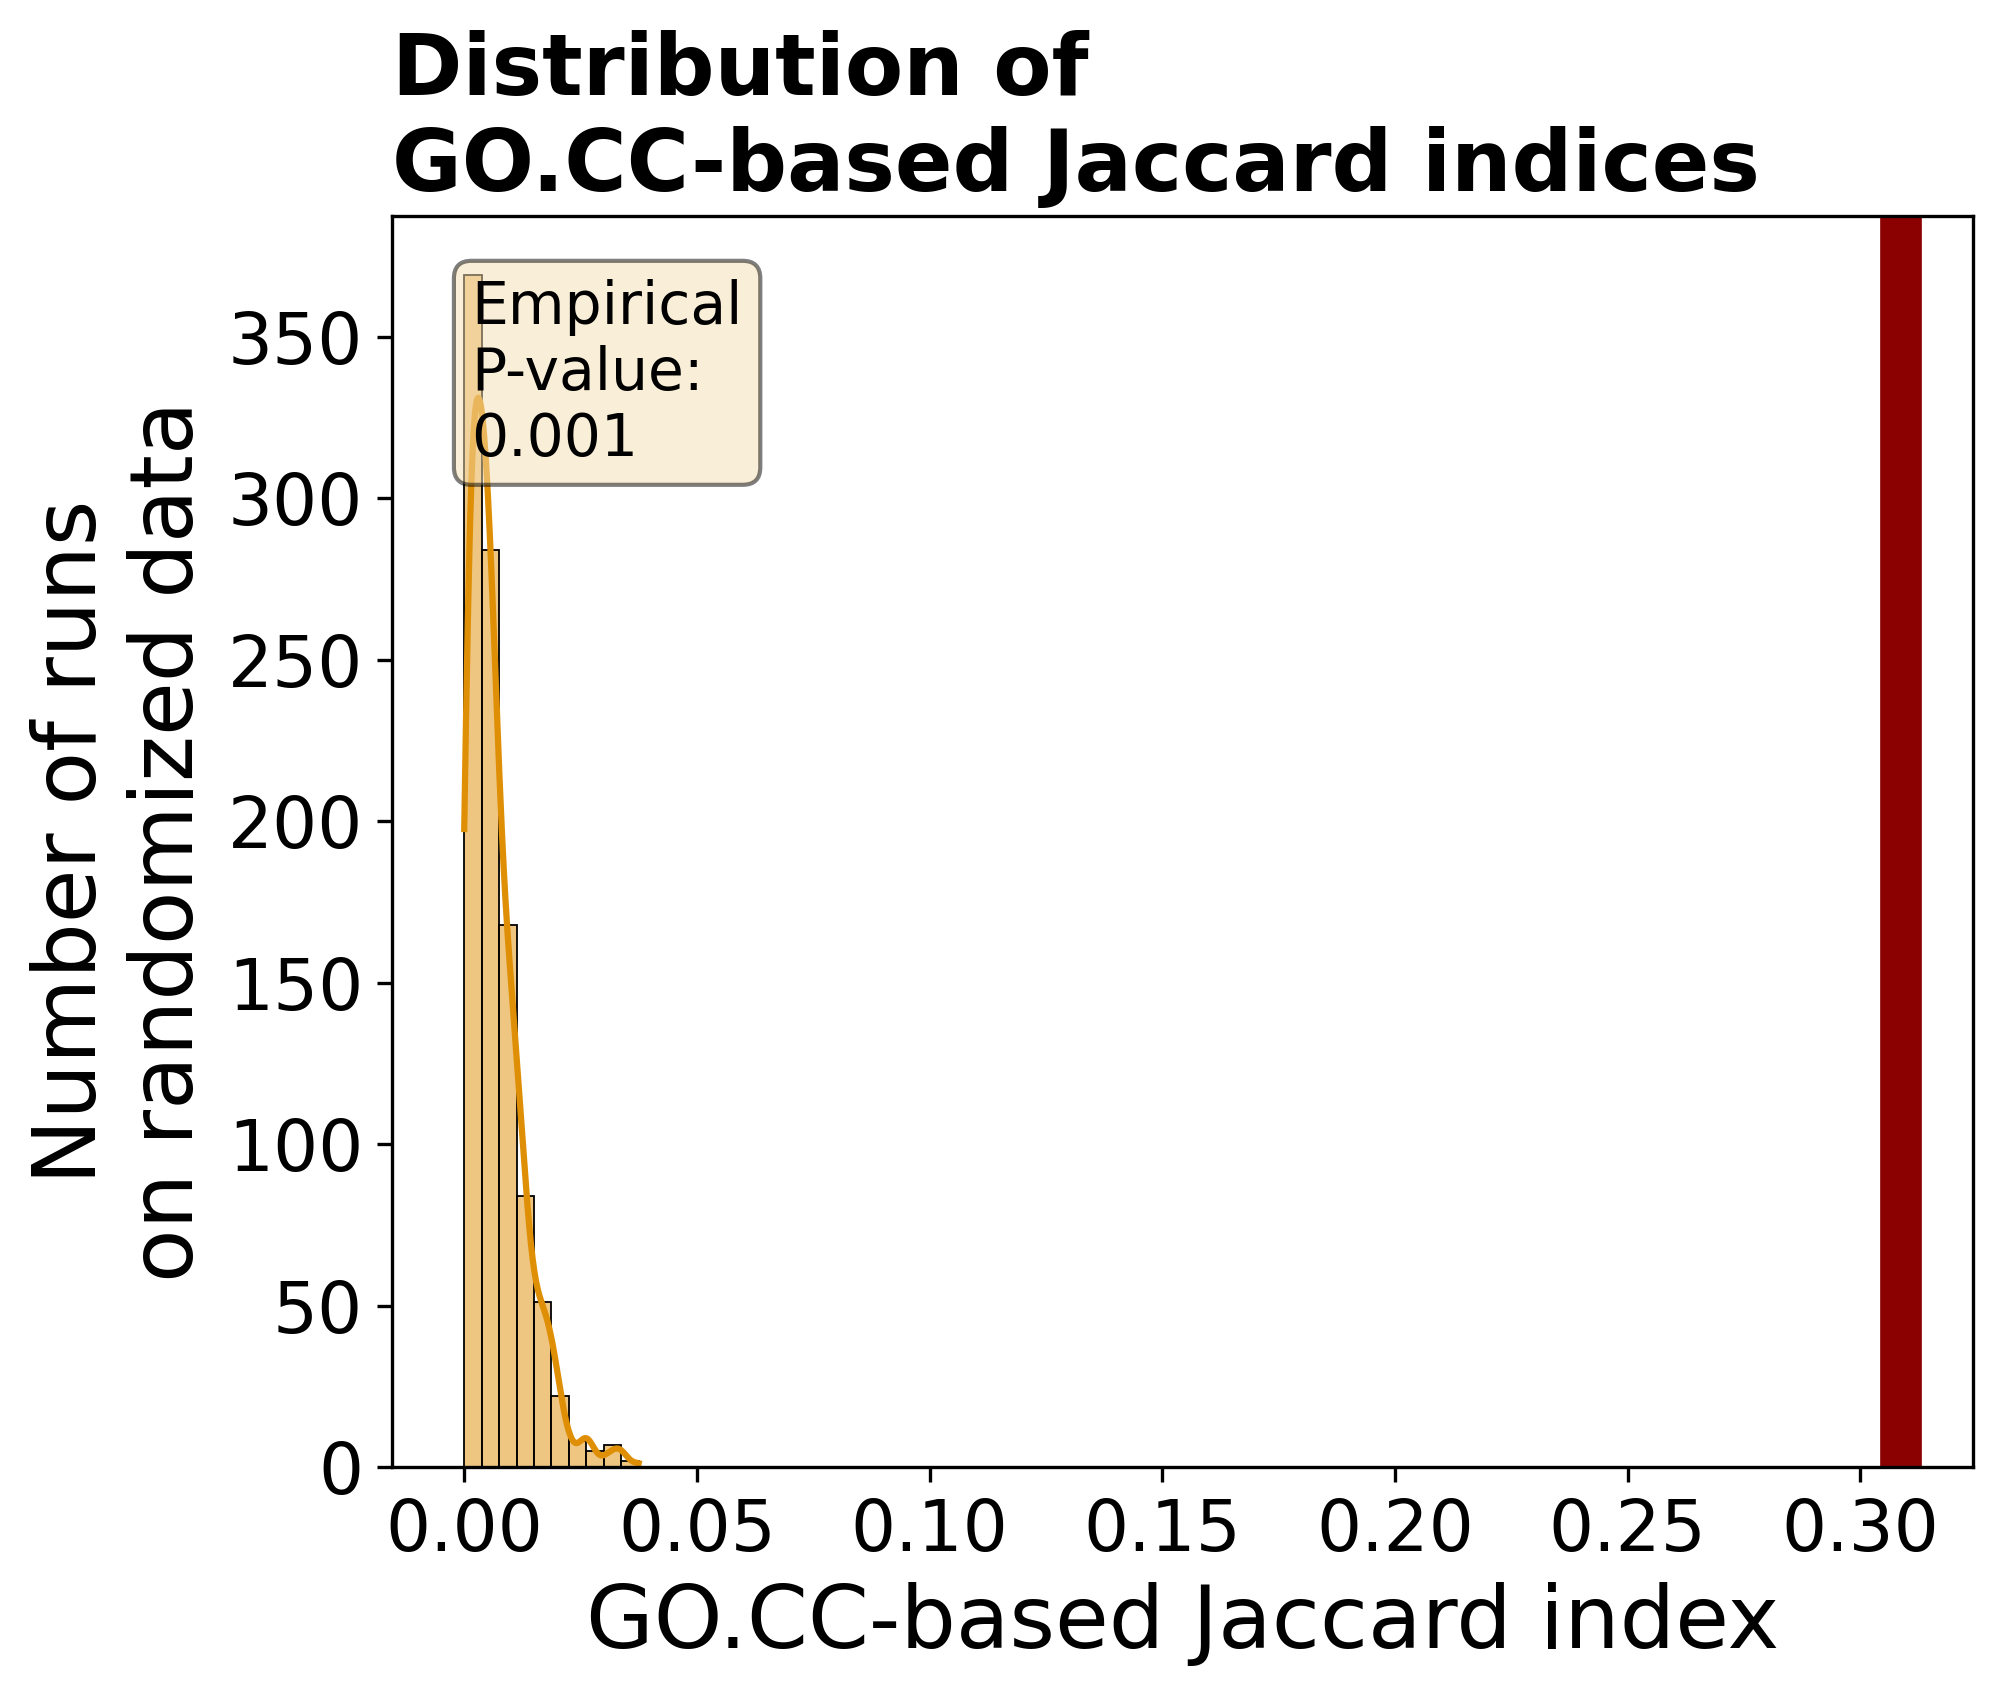 Distribution of
GO.CC-based Jaccard indices
Empirical
P-value:
0.001
350
300
250
200
150
100
50
0
Number of runs
on randomized data
0.00 0.05 0.10 0.15 0.20 0.25 0.30
GO.CC-based Jaccard index